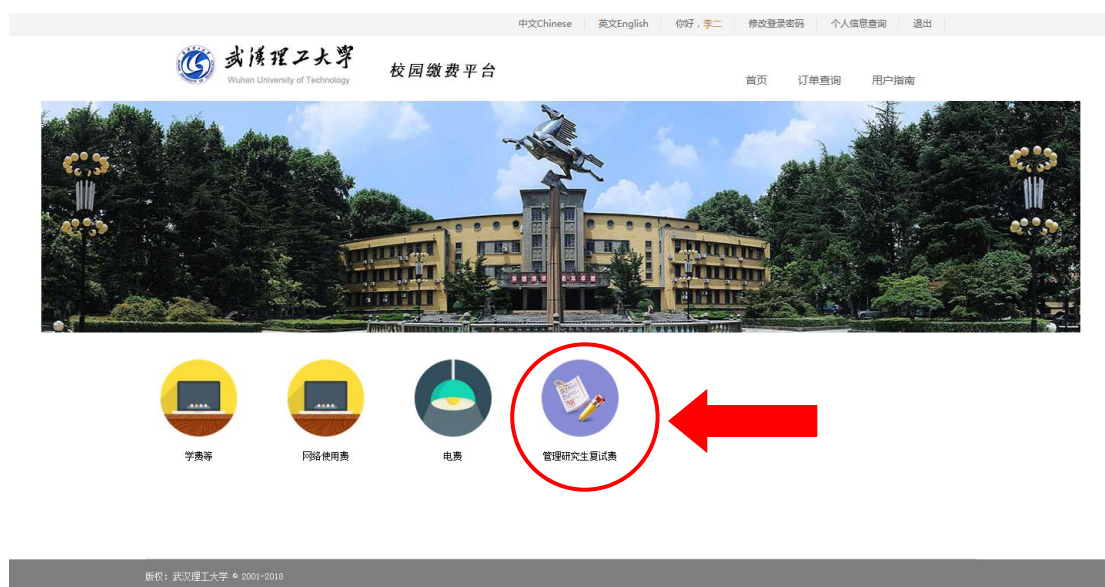 中文Chinese 英文English 你好，李二 修改登录密码 个人信息查询 退出
武汉理工大学
Wuhan University of Technology
校园缴费平台
首页 订单查询 用户指南
学费等 网络使用费 电费 管理研究生复试费
版权：武汉理工大学 © 2001-2018